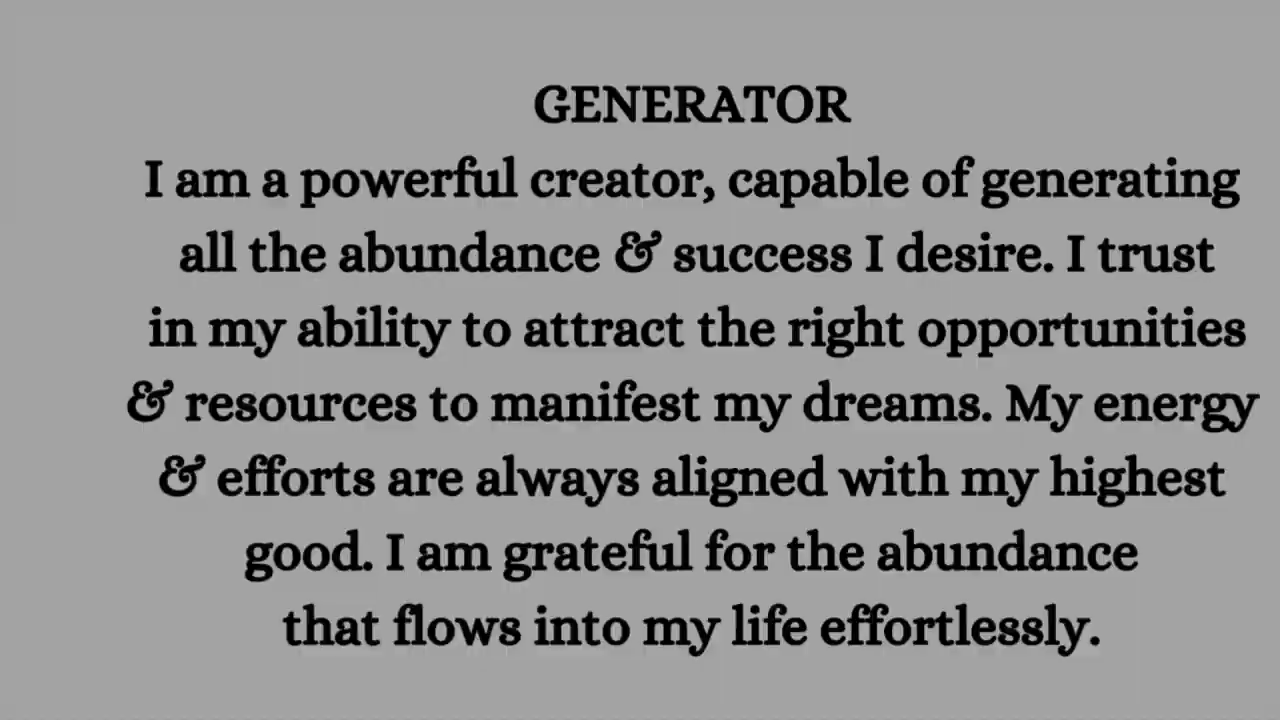 GENERATOR
I am a powerful creator, capable of generating
all the abundance & success I desire. I trust
in my ability to attract the right opportunities
& resources to manifest my dreams. My energy
& efforts are always aligned with my highest
good. I am grateful for the abundance
that flows into my life effortlessly.